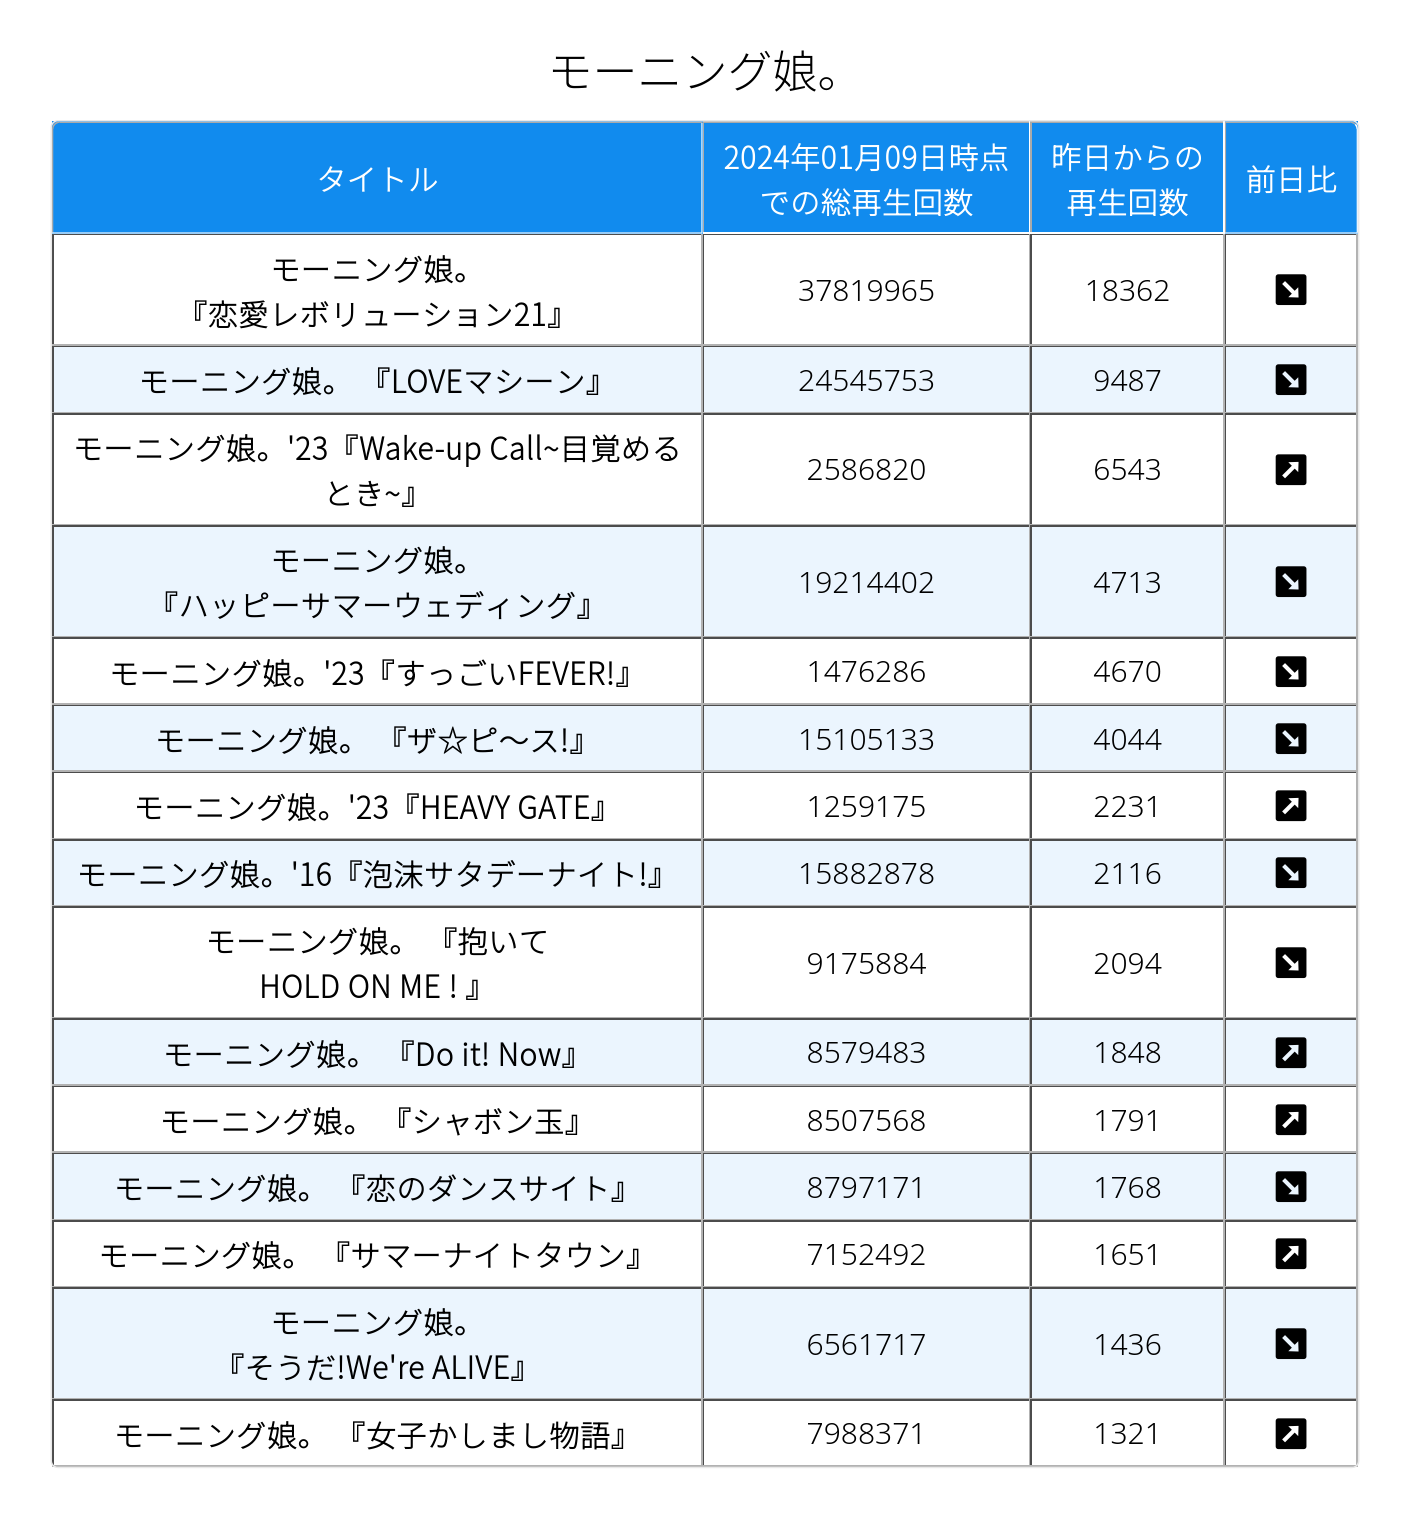 モーニング娘。
タイトル
2024年01月09日時点
での総再生回数
昨日からの
再生回数
前日比
モーニング娘。
『恋愛レボリューション21』
37819965
18362
↘
モーニング娘。 『LOVEマシーン』
24545753
9487
↘
モーニング娘。'23『Wake-up Call~目覚める
とき~』
2586820
6543
↗
モーニング娘。
『ハッピーサマーウェディング』
19214402
4713
↘
モーニング娘。'23『すっごいFEVER!』
1476286
4670
↘
モーニング娘。 『ザ☆ピ〜ス!』
15105133
4044
↘
モーニング娘。'23『HEAVY GATE』
1259175
2231
↗
モーニング娘。'16『泡沫サタデーナイト!』
15882878
2116
↘
モーニング娘。 『抱いて
HOLD ON ME ! 』
9175884
2094
↘
モーニング娘。 『Do it! Now』
8579483
1848
↗
モーニング娘。 『シャボン玉』
8507568
1791
↗
モーニング娘。 『恋のダンスサイト』
8797171
1768
↘
モーニング娘。 『サマーナイトタウン』
7152492
1651
↗
モーニング娘。
『そうだ!We're ALIVE』
6561717
1436
↘
モーニング娘。 『女子かしまし物語』
7988371
1321
↗